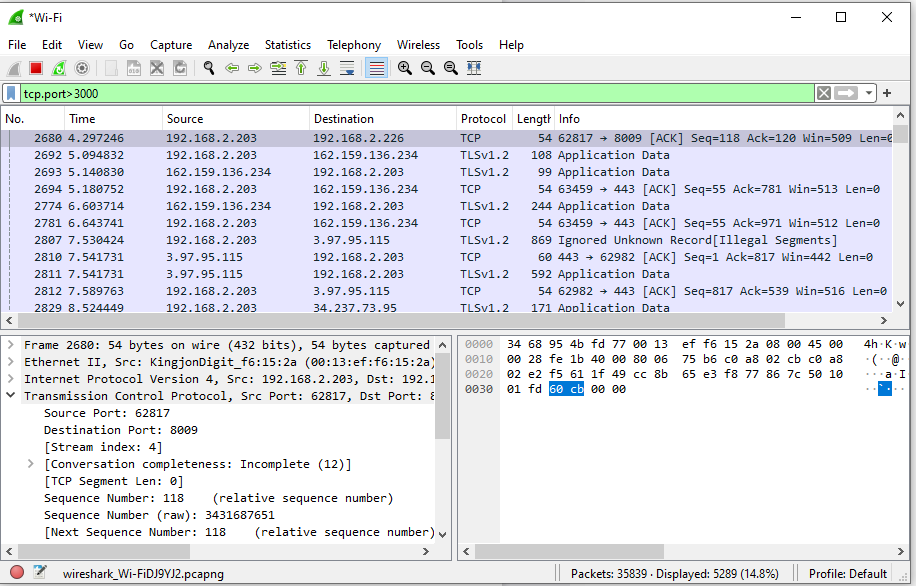 *Wi-Fi
File Edit View Go Capture Analyze Statistics Telephony Wireless Tools Help
tcp.port>3000
No. Time Source Destination Protocol Length Info
2680 4.297246 192.168.2.203 192.168.2.226 TCP 54 62817 → 8009 [ACK] Seq=118 Ack=120 Win=509 Len=0
2692 5.094832 192.168.2.203 162.159.136.234 TLSv1.2 108 Application Data
2693 5.140830 162.159.136.234 192.168.2.203 TLSv1.2 99 Application Data
2694 5.180752 192.168.2.203 162.159.136.234 TCP 54 63459 → 443 [ACK] Seq=55 Ack=781 Win=513 Len=0
2774 6.603714 162.159.136.234 192.168.2.203 TLSv1.2 244 Application Data
2781 6.643741 192.168.2.203 162.159.136.234 TCP 54 63459 → 443 [ACK] Seq=55 Ack=971 Win=512 Len=0
2807 7.530424 192.168.2.203 3.97.95.115 TLSv1.2 869 Ignored Unknown Record[Illegal Segments]
2810 7.541731 3.97.95.115 192.168.2.203 TCP 60 443 → 62982 [ACK] Seq=1 Ack=817 Win=442 Len=0
2811 7.541731 3.97.95.115 192.168.2.203 TLSv1.2 592 Application Data
2812 7.589763 192.168.2.203 3.97.95.115 TCP 54 62982 → 443 [ACK] Seq=817 Ack=539 Win=516 Len=0
2829 8.524449 192.168.2.203 34.237.73.95 TLSv1.2 171 Application Data
Frame 2680: 54 bytes on wire (432 bits), 54 bytes captured
Ethernet II, Src: KingjonDigit_f6:15:2a (00:13:ef:f6:15:2a)
Internet Protocol Version 4, Src: 192.168.2.203, Dst: 192.1
Transmission Control Protocol, Src Port: 62817, Dst Port: 8
Source Port: 62817
Destination Port: 8009
[Stream index: 4]
[Conversation completeness: Incomplete (12)]
[TCP Segment Len: 0]
Sequence Number: 118 (relative sequence number)
Sequence Number (raw): 3431687651
[Next Sequence Number: 118 (relative sequence number)
0000 34 68 95 4b fd 77 00 13 ef f6 15 2a 08 00 45 00 4h·K·w
0010 00 28 fe 1b 40 00 80 06 75 b6 c0 a8 02 cb c0 a8 ·(··@·
0020 02 e2 f5 61 1f 49 cc 8b 65 e3 f8 77 86 7c 50 10 ···a·I
0030 01 fd 60 cb 00 00 ··`···
wireshark_Wi-FiDJ9YJ2.pcapng
Packets: 35839 · Displayed: 5289 (14.8%)
Profile: Default